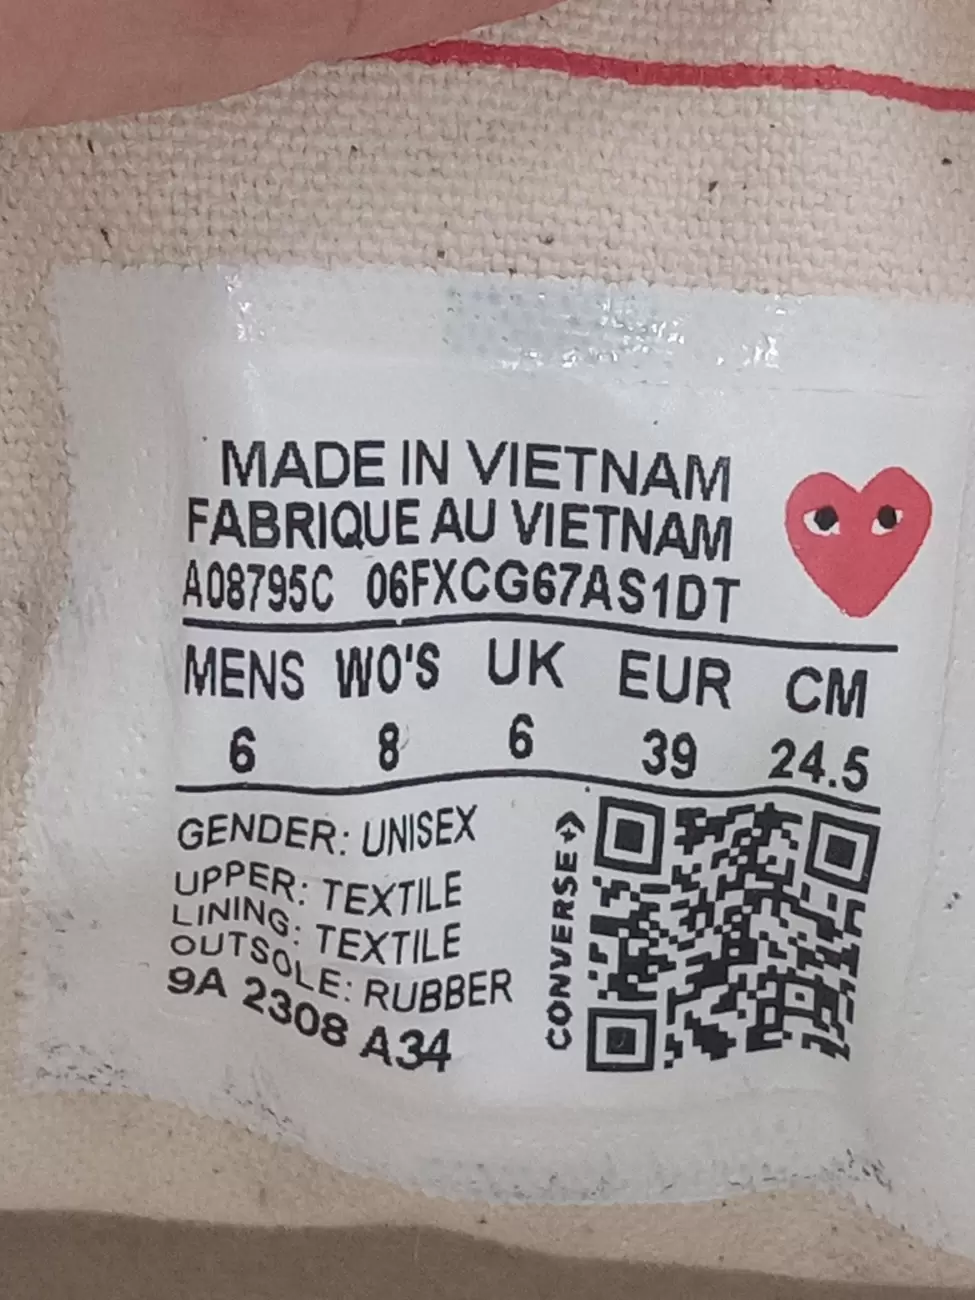 MADE IN VIETNAM
FABRIQUE AU VIETNAM
A08795C 06FXCG67AS1DT
MENS WO'S UK EUR CM
6 8 6 39 24.5
GENDER: UNISEX
UPPER: TEXTILE
LINING: TEXTILE
OUTSOLE: RUBBER
9A 2308 A34
CONVERSE